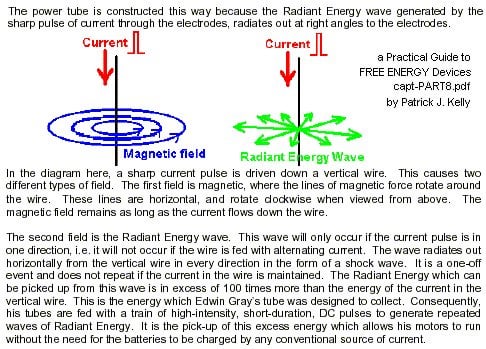 The power tube is constructed this way because the Radiant Energy wave generated by the
sharp pulse of current through the electrodes, radiates out at right angles to the electrodes.
Current
Current
a Practical Guide to
FREE ENERGY Devices
capt-PART8.pdf
by Patrick J. Kelly
Magnetic field
Radiant Energy Wave
In the diagram here, a sharp current pulse is driven down a vertical wire. This causes two
different types of field. The first field is magnetic, where the lines of magnetic force rotate around
the wire. These lines are horizontal, and rotate clockwise when viewed from above. The
magnetic field remains as long as the current flows down the wire.
The second field is the Radiant Energy wave. This wave will only occur if the current pulse is in
one direction, i.e. it will not occur if the wire is fed with alternating current. The wave radiates out
horizontally from the vertical wire in every direction in the form of a shock wave. It is a one-off
event and does not repeat if the current in the wire is maintained. The Radiant Energy which can
be picked up from this wave is in excess of 100 times more than the energy of the current in the
vertical wire. This is the energy which Edwin Gray's tube was designed to collect. Consequently,
his tubes are fed with a train of high-intensity, short-duration, DC pulses to generate repeated
waves of Radiant Energy. It is the pick-up of this excess energy which allows his motors to run
without the need for the batteries to be charged by any conventional source of current.